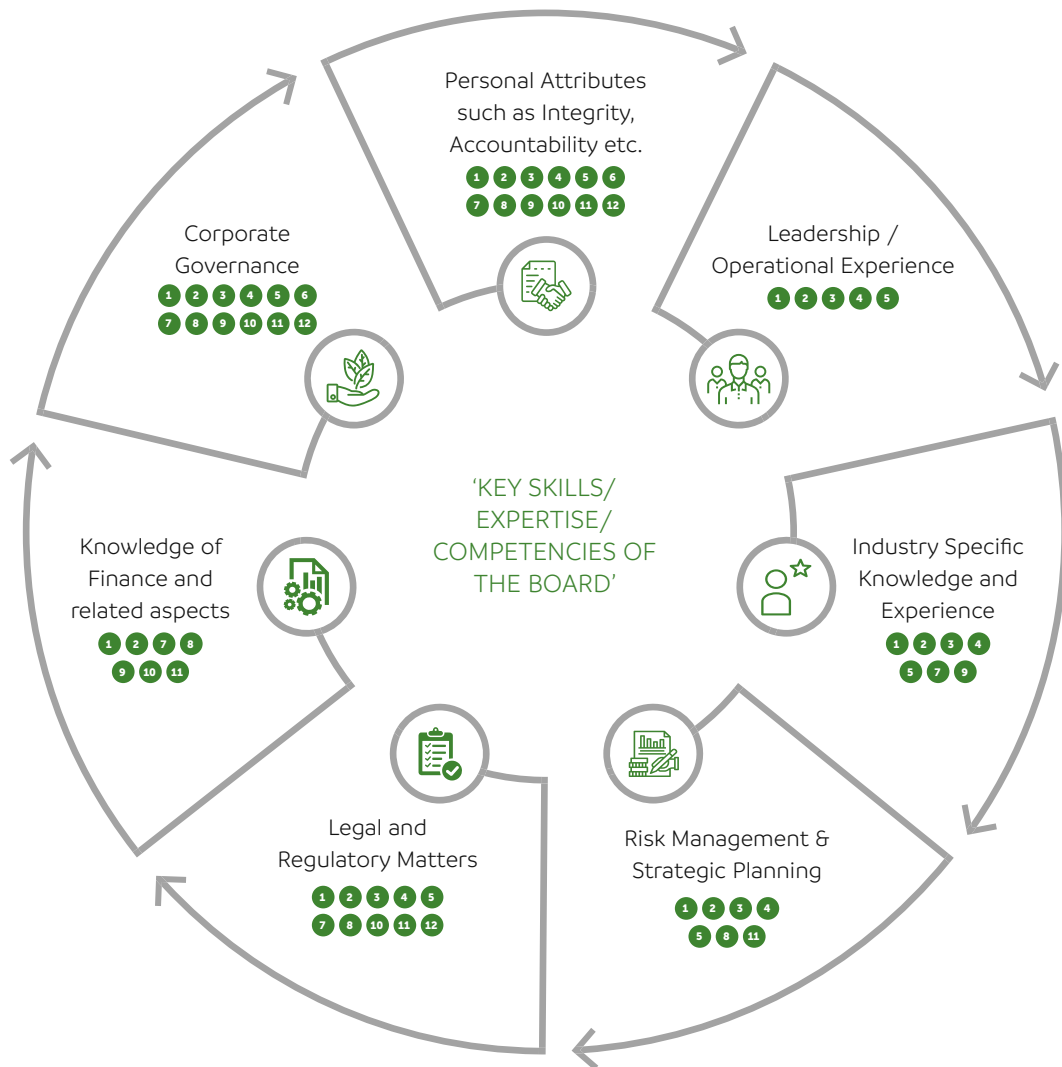 Personal Attributes
such as Integrity,
Accountability etc.
1 2 3 4 5 6
7 8 9 10 11 12
Leadership /
Operational Experience
1 2 3 4 5
Industry Specific
Knowledge and
Experience
1 2 3 4
5 7 9
Risk Management &
Strategic Planning
1 2 3 4
5 8 11
Legal and
Regulatory Matters
1 2 3 4 5
7 8 10 11 12
Knowledge of
Finance and
related aspects
1 2 7 8
9 10 11
Corporate
Governance
1 2 3 4 5 6
7 8 9 10 11 12
‘KEY SKILLS/
EXPERTISE/
COMPETENCIES OF
THE BOARD’